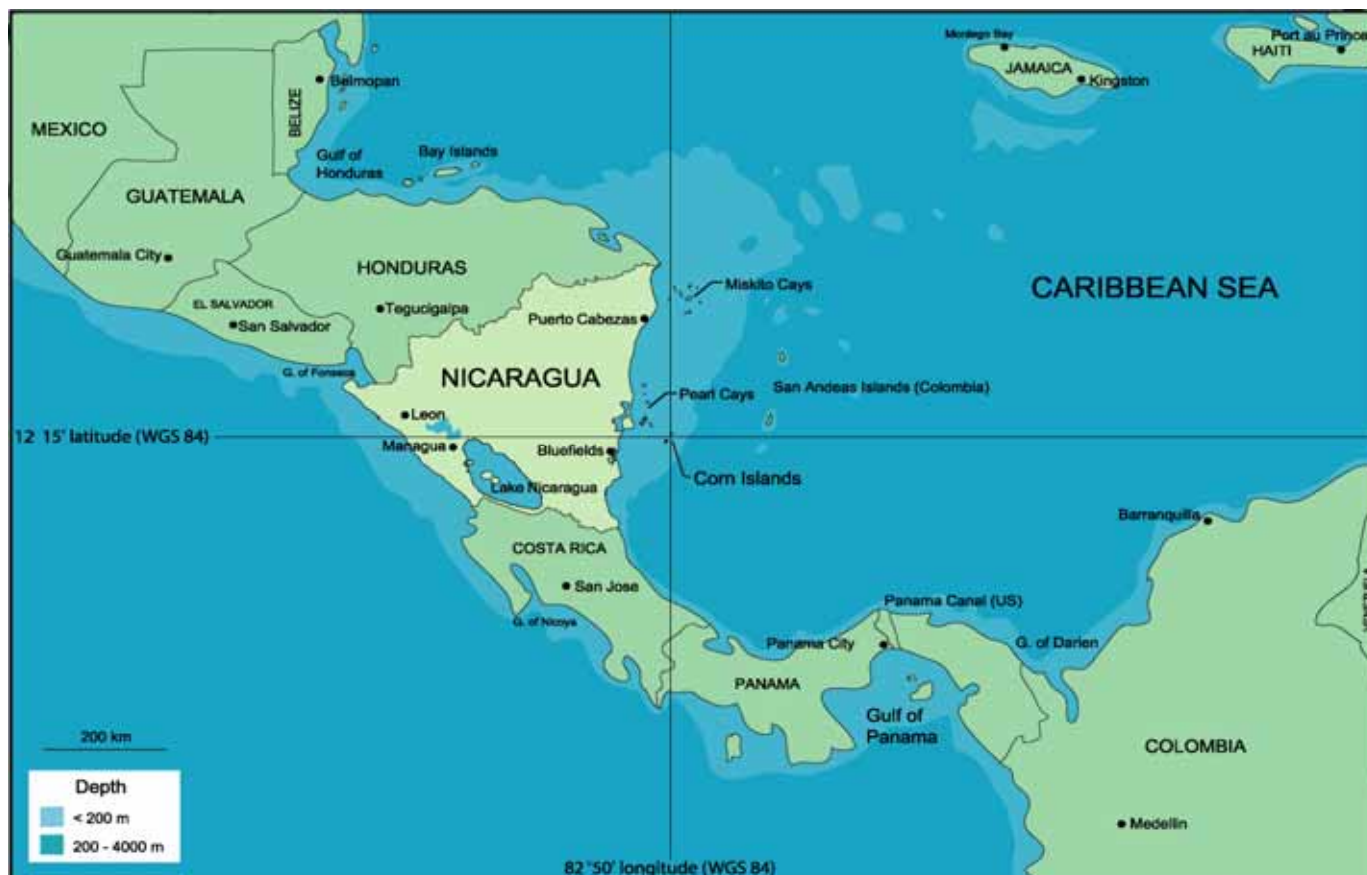 Montego Bay
Port au Prince
HAITI
JAMAICA
Kingston
Belmopan
BELIZE
MEXICO
Gulf of
Honduras
Bay Islands
GUATEMALA
Guatemala City
HONDURAS
EL SALVADOR
Tegucigalpa
San Salvador
G. of Fonseca
Miskito Cays
CARIBBEAN SEA
Puerto Cabezas
NICARAGUA
Pearl Cays
San Andeas Islands (Colombia)
Leon
12 15' latitude (WGS 84)
Managua
Bluefields
Lake Nicaragua
Corn Islands
Barranquilla
COSTA RICA
San Jose
G. of Nicoya
Panama Canal (US)
Panama City
G. of Darien
PANAMA
Gulf of
Panama
COLOMBIA
200 km
Depth
< 200 m
200 - 4000 m
Medellin
82 °50' longitude (WGS 84)